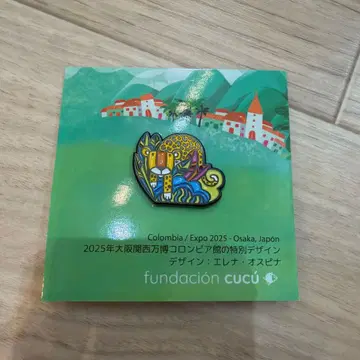 Colombia / Expo 2025 - Osaka, Japón
2025年大阪関西万博コロンビア館の特別デザイン
デザイン：エレナ・オスピナ
fundación cucú